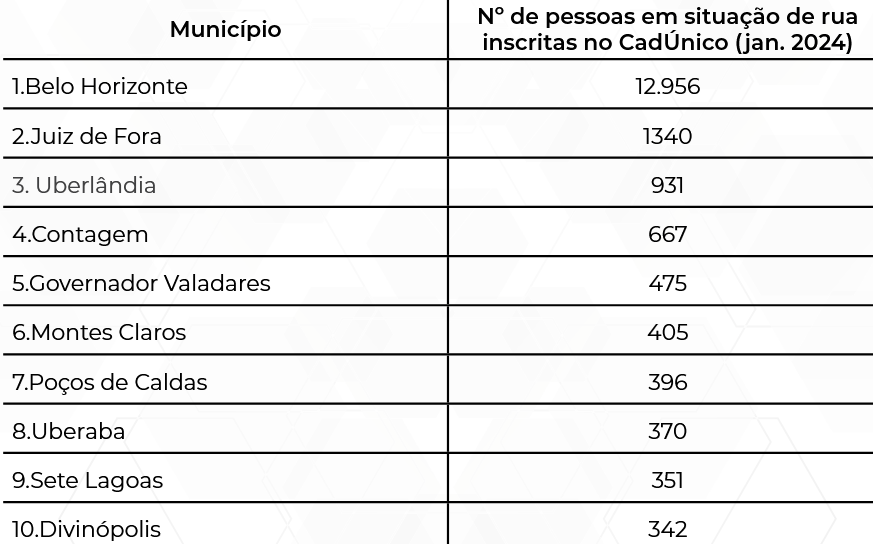 Município
Nº de pessoas em situação de rua
inscritas no CadÚnico (jan. 2024)
1.Belo Horizonte 12.956
2.Juiz de Fora 1340
3. Uberlândia 931
4.Contagem 667
5.Governador Valadares 475
6.Montes Claros 405
7.Poços de Caldas 396
8.Uberaba 370
9.Sete Lagoas 351
10.Divinópolis 342